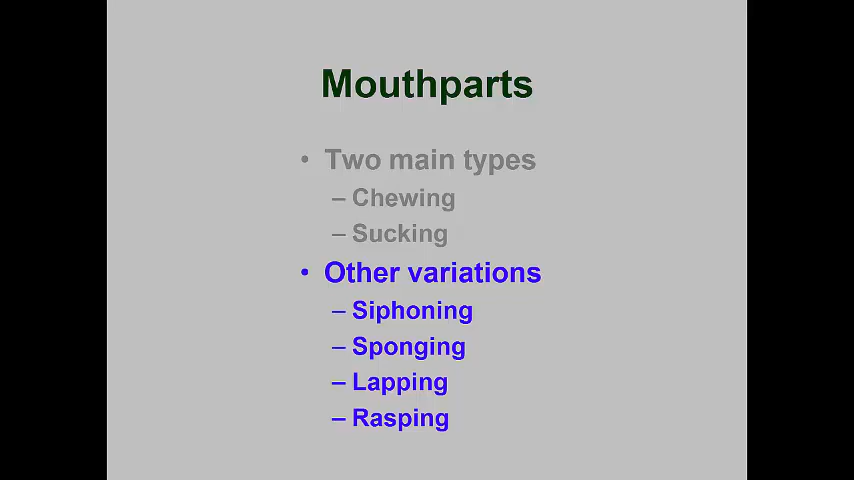 Mouthparts
• Two main types
– Chewing
– Sucking
• Other variations
– Siphoning
– Sponging
– Lapping
– Rasping